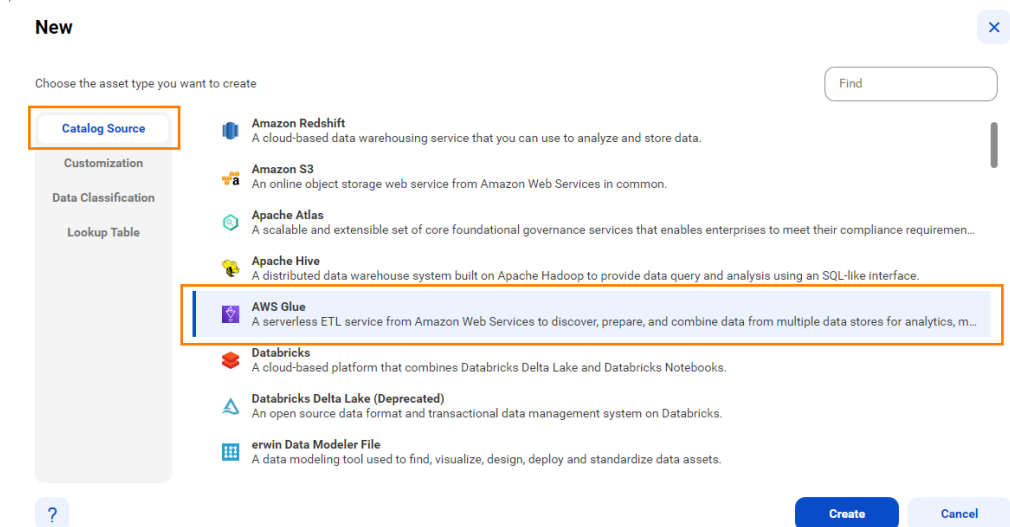 New
Choose the asset type you want to create
Find
Catalog Source
Customization
Data Classification
Lookup Table
Amazon Redshift
A cloud-based data warehousing service that you can use to analyze and store data.
Amazon S3
An online object storage web service from Amazon Web Services in common.
Apache Atlas
A scalable and extensible set of core foundational governance services that enables enterprises to meet their compliance requiremen...
Apache Hive
A distributed data warehouse system built on Apache Hadoop to provide data query and analysis using an SQL-like interface.
AWS Glue
A serverless ETL service from Amazon Web Services to discover, prepare, and combine data from multiple data stores for analytics, m...
Databricks
A cloud-based platform that combines Databricks Delta Lake and Databricks Notebooks.
Databricks Delta Lake (Deprecated)
An open source data format and transactional data management system on Databricks.
erwin Data Modeler File
A data modeling tool used to find, visualize, design, deploy and standardize data assets.
?
Create
Cancel